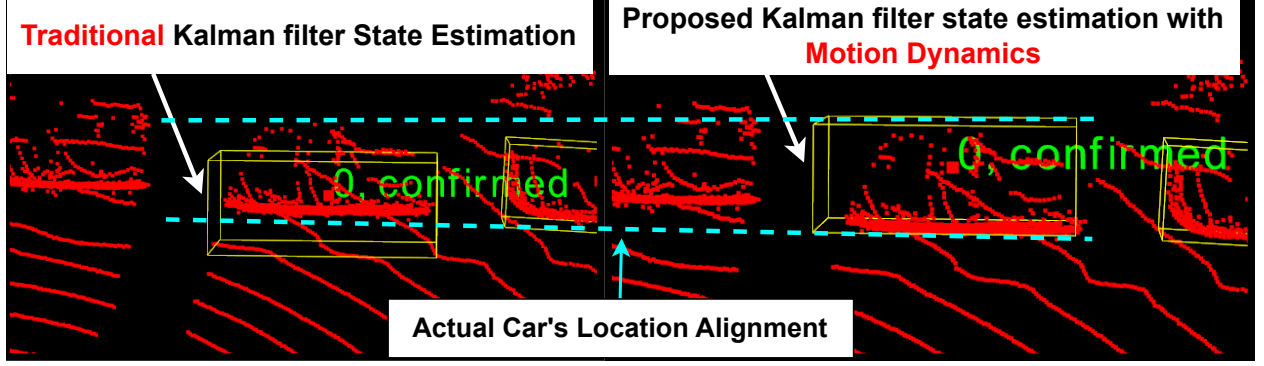 Traditional Kalman filter State Estimation
Proposed Kalman filter state estimation with
Motion Dynamics
0, confirmed
0, confirmed
Actual Car's Location Alignment